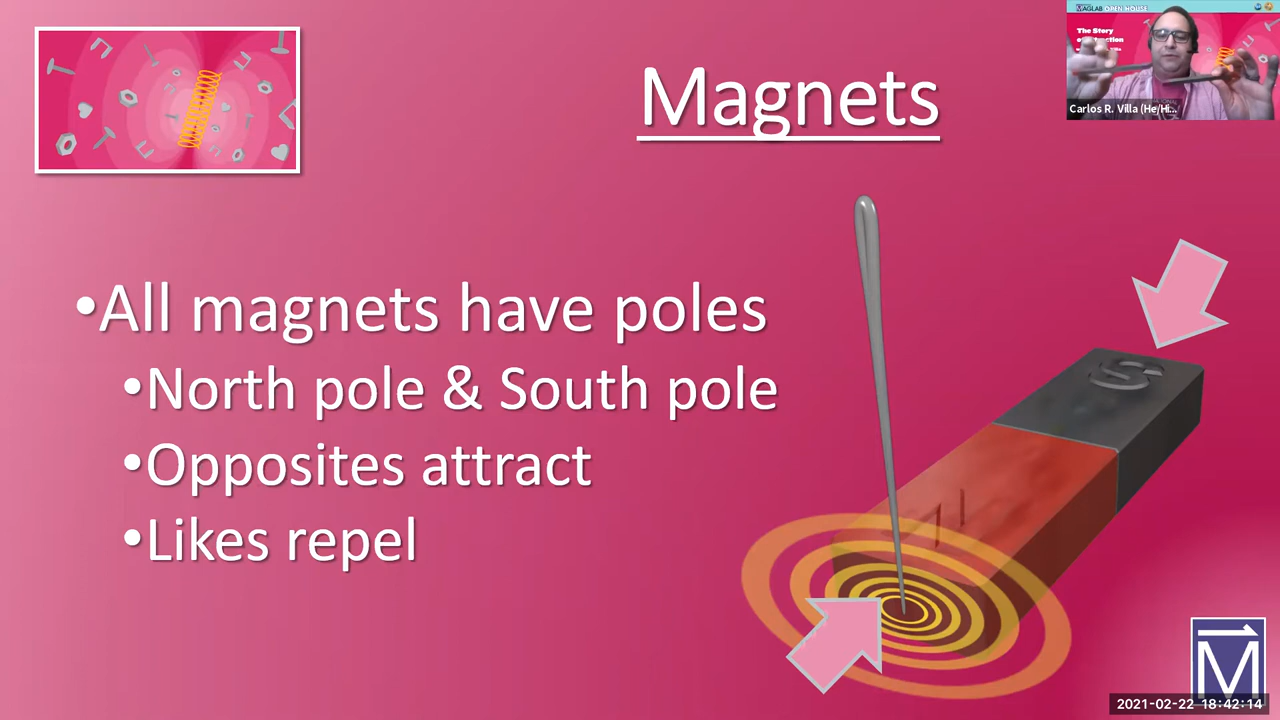 MAGLAB OPEN HOUSE
The Story
Carlos R. Villa (He/Hi...
Magnets
•All magnets have poles
•North pole & South pole
•Opposites attract
•Likes repel
S
N
M
2021-02-22 18:42:14